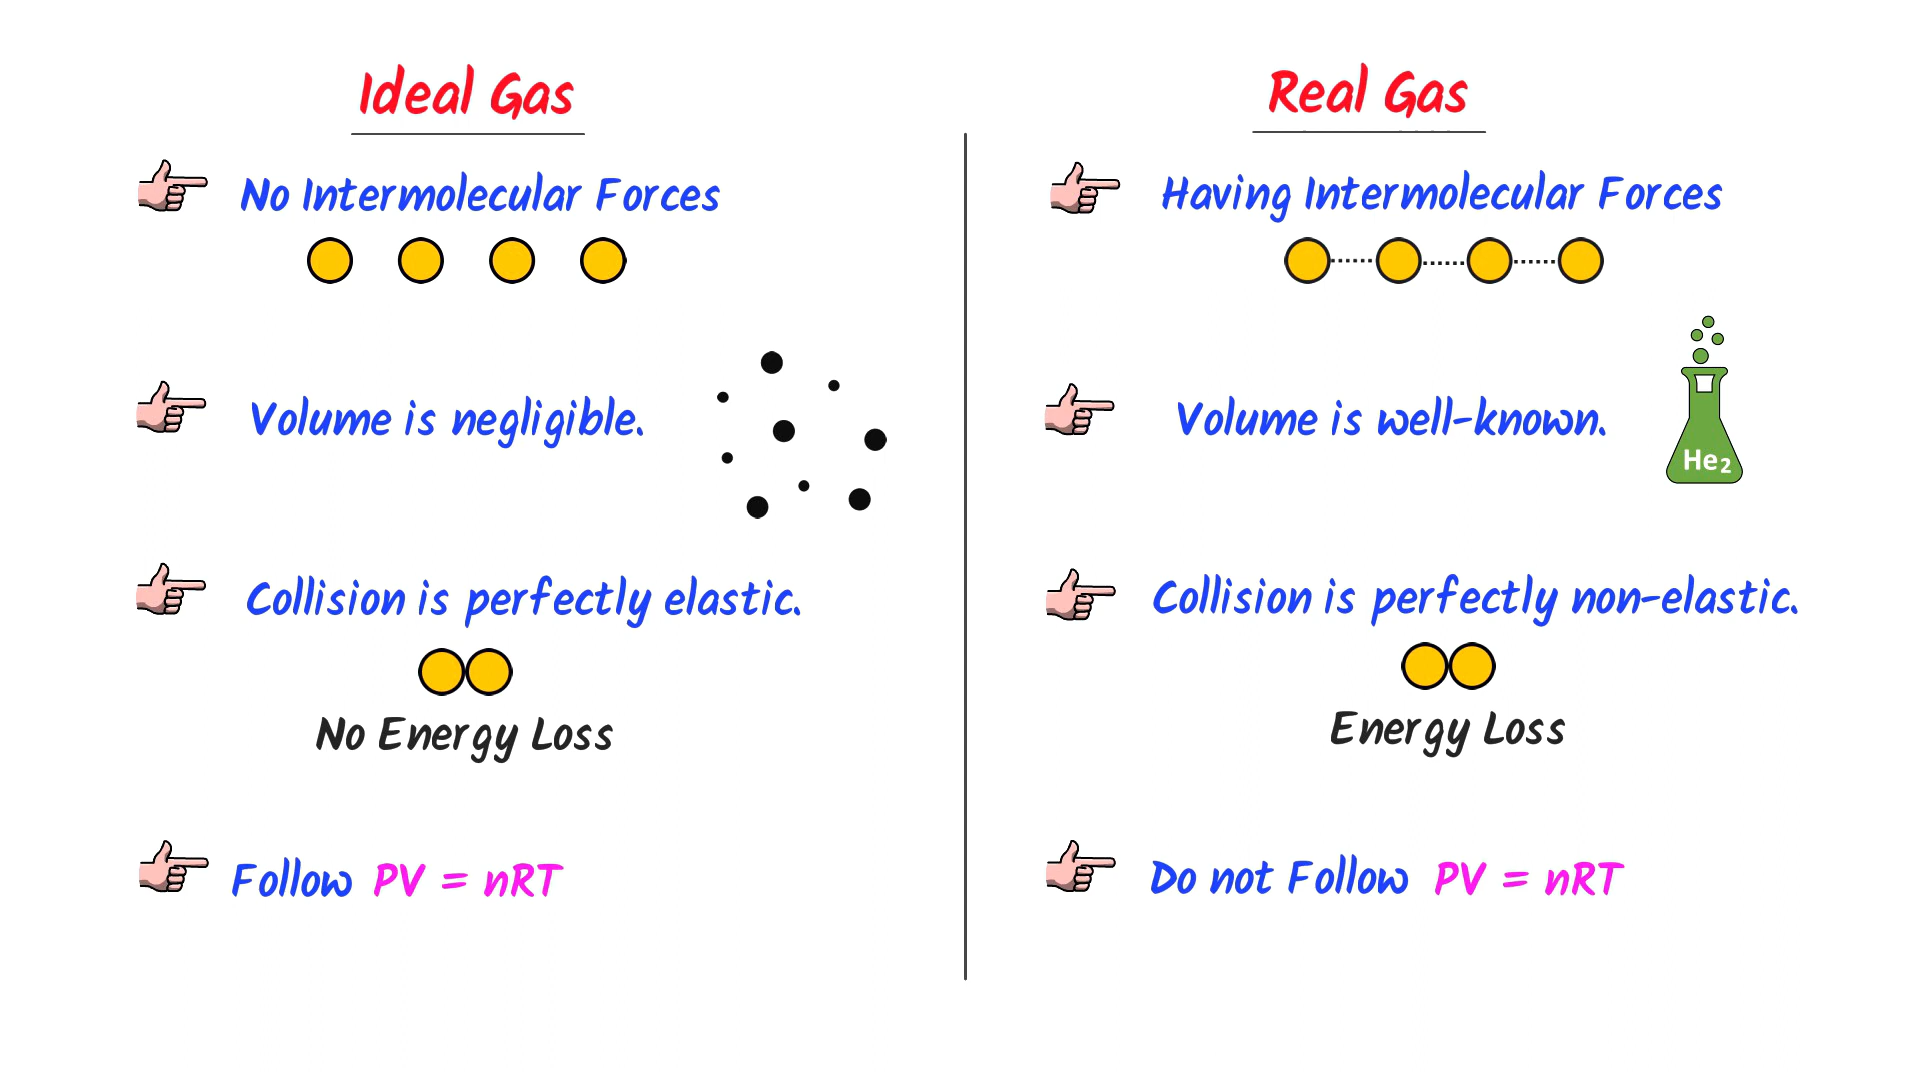 Ideal Gas
No Intermolecular Forces
Volume is negligible.
Collision is perfectly elastic.
No Energy Loss
Follow PV = nRT
Real Gas
Having Intermolecular Forces
Volume is well-known.
He₂
Collision is perfectly non-elastic.
Energy Loss
Do not Follow PV = nRT